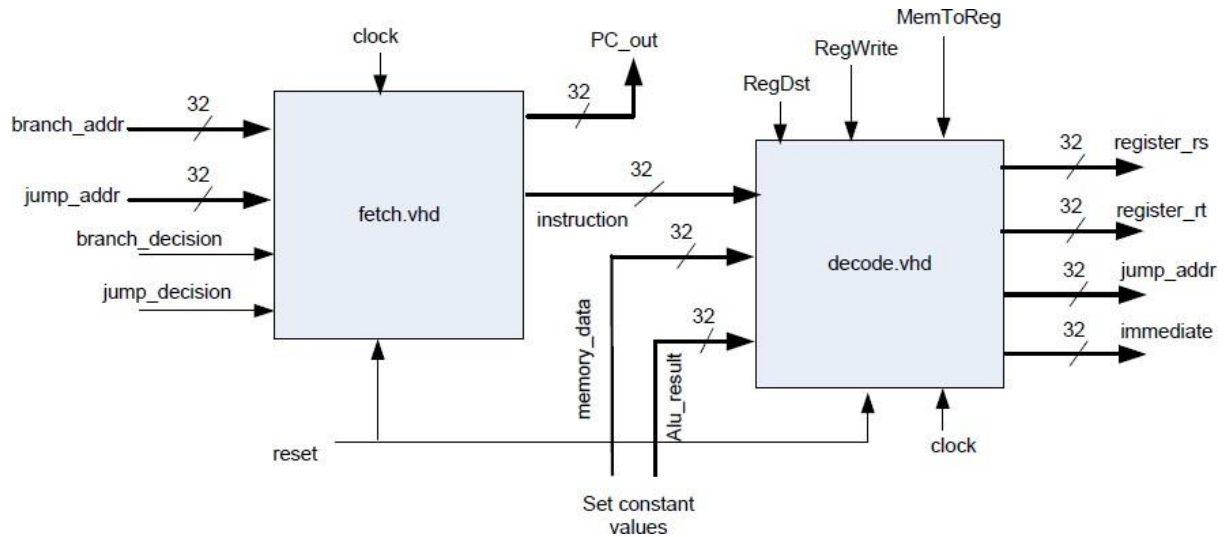 MemToReg
clock
PC_out
RegWrite
RegDst
32
32
branch_addr
32
register_rs
32
jump_addr
32
fetch.vhd
instruction
32
register_rt
branch_decision
32
decode.vhd
32
jump_addr
jump_decision
32
32
immediate
memory_data
Alu_result
reset
clock
Set constant
values